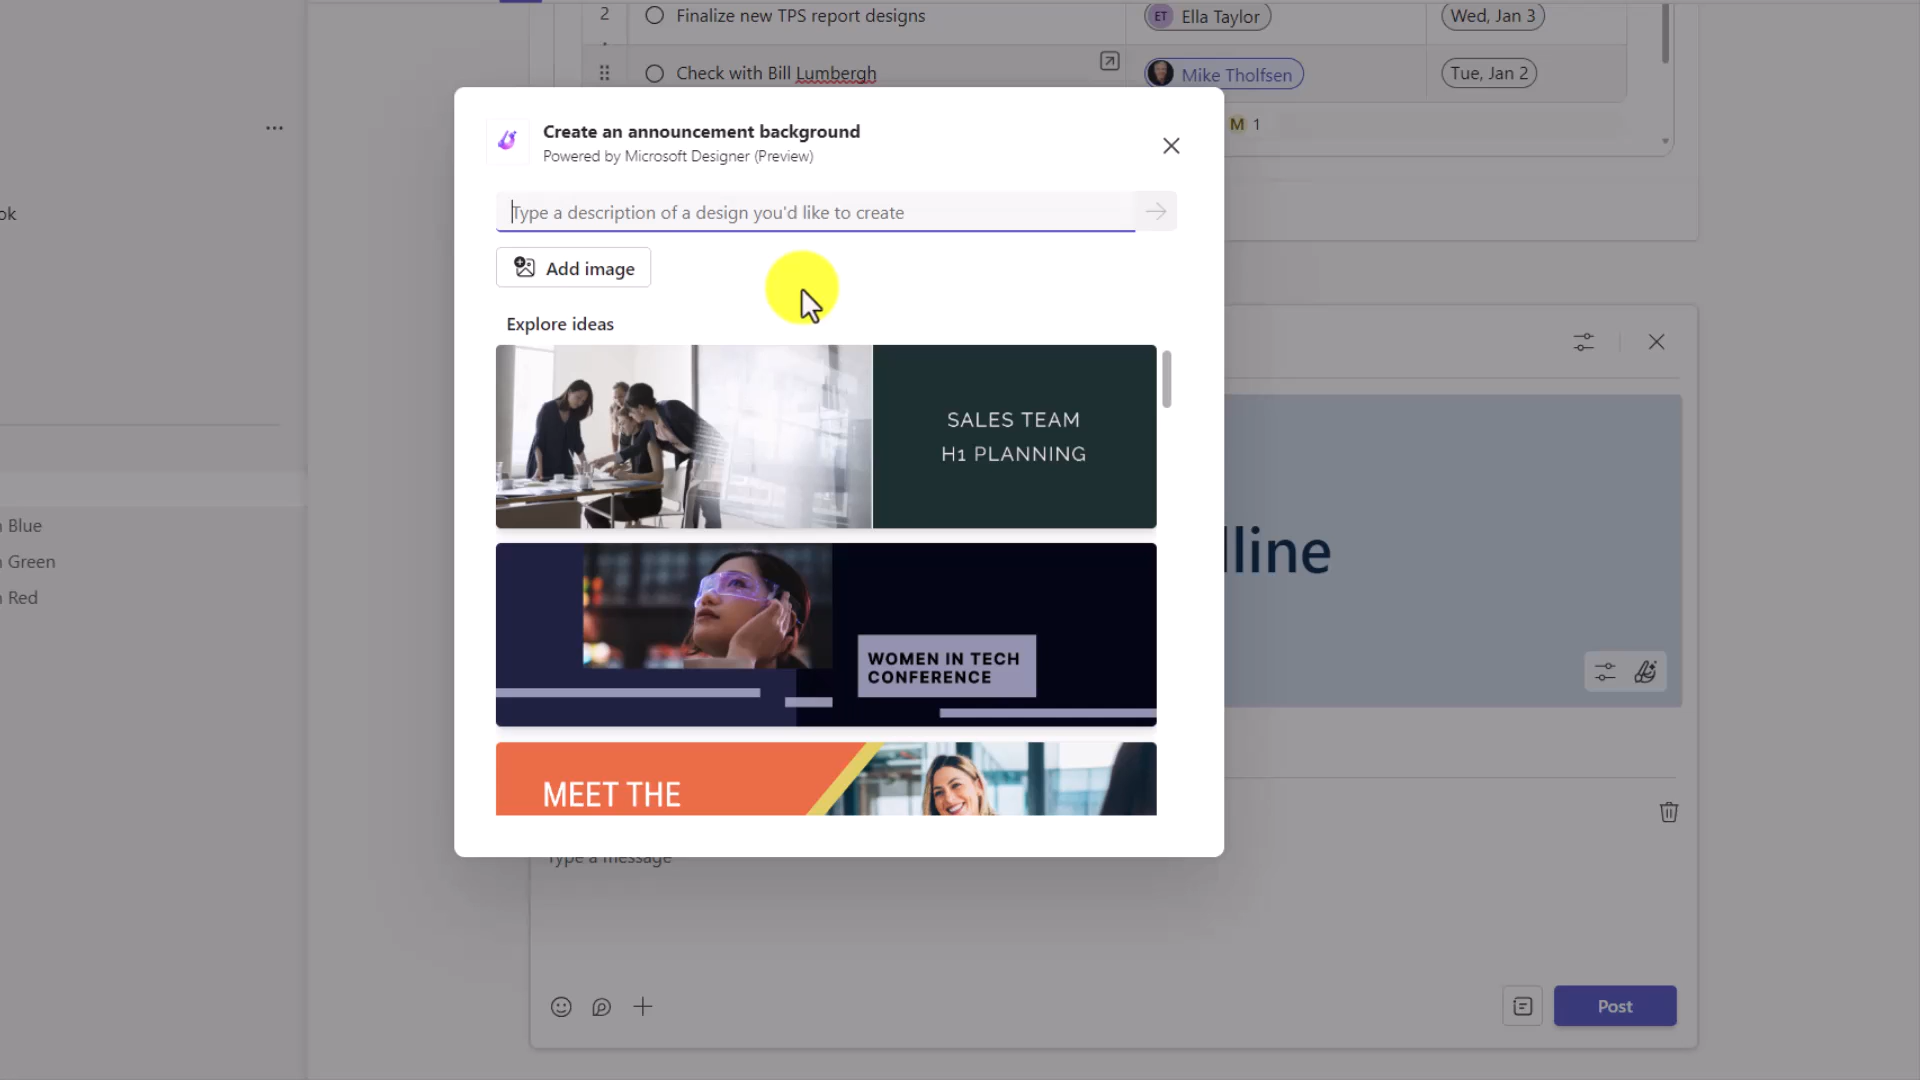 2
Finalize new TPS report designs
ET
Ella Taylor
Wed, Jan 3
Check with Bill Lumbergh
Mike Tholfsen
Tue, Jan 2
M 1
...
ok
Blue
Green
Red
Create an announcement background
Powered by Microsoft Designer (Preview)
Type a description of a design you'd like to create
Add image
Explore ideas
SALES TEAM
H1 PLANNING
WOMEN IN TECH
CONFERENCE
MEET THE
dline
Type a message
Post